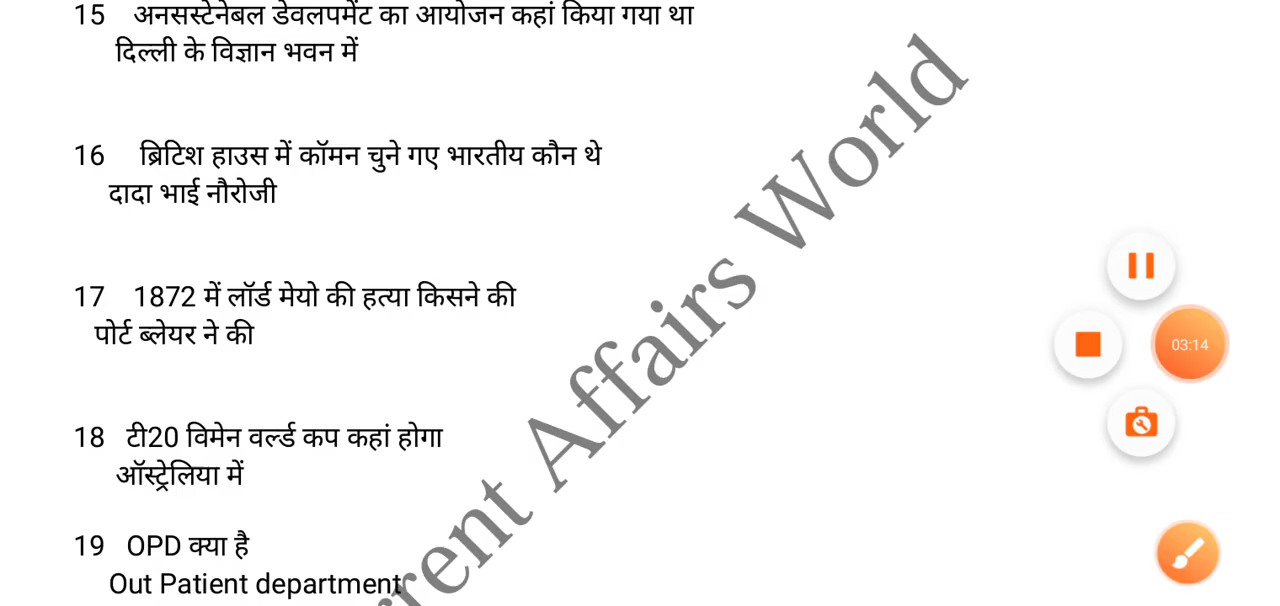 15 अनसस्टेनेबल डेवलपमेंट का आयोजन कहां किया गया था
दिल्ली के विज्ञान भवन में
16 ब्रिटिश हाउस में कॉमन चुने गए भारतीय कौन थे
दादा भाई नौरोजी
17 1872 में लॉर्ड मेयो की हत्या किसने की
पोर्ट ब्लेयर ने की
18 टी20 विमेन वर्ल्ड कप कहां होगा
ऑस्ट्रेलिया में
19 OPD क्या है
Out Patient department
rrent Affairs World
03:14